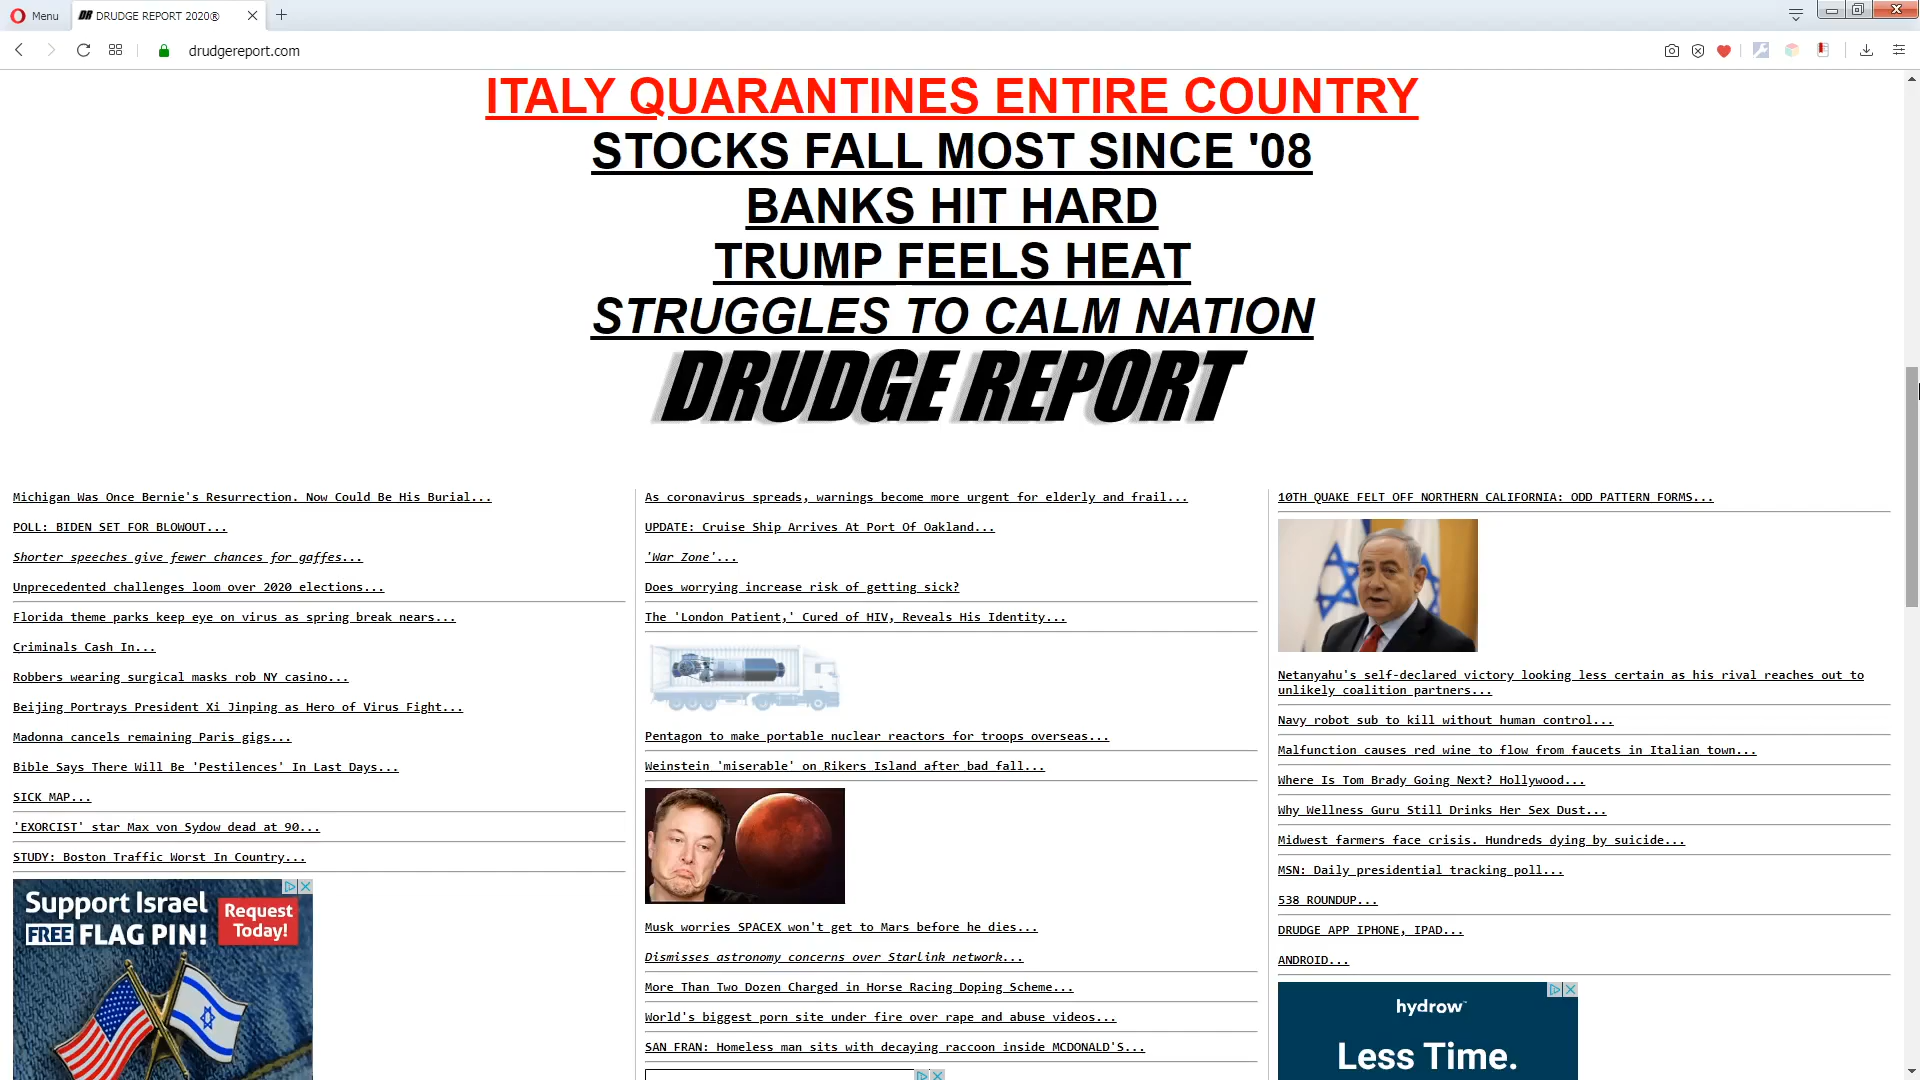 Menu
DR DRUDGE REPORT 2020®
drudgereport.com
ITALY QUARANTINES ENTIRE COUNTRY
STOCKS FALL MOST SINCE '08
BANKS HIT HARD
TRUMP FEELS HEAT
STRUGGLES TO CALM NATION
DRUDGE REPORT
Michigan Was Once Bernie's Resurrection. Now Could Be His Burial...
POLL: BIDEN SET FOR BLOWOUT...
Shorter speeches give fewer chances for gaffes...
Unprecedented challenges loom over 2020 elections...
Florida theme parks keep eye on virus as spring break nears...
Criminals Cash In...
Robbers wearing surgical masks rob NY casino...
Beijing Portrays President Xi Jinping as Hero of Virus Fight...
Madonna cancels remaining Paris gigs...
Bible Says There Will Be 'Pestilences' In Last Days...
SICK MAP...
'EXORCIST' star Max von Sydow dead at 90...
STUDY: Boston Traffic Worst In Country...
Support Israel
FREE FLAG PIN!
Request
Today!
As coronavirus spreads, warnings become more urgent for elderly and frail...
UPDATE: Cruise Ship Arrives At Port Of Oakland...
'War Zone'...
Does worrying increase risk of getting sick?
The 'London Patient,' Cured of HIV, Reveals His Identity...
Pentagon to make portable nuclear reactors for troops overseas...
Weinstein 'miserable' on Rikers Island after bad fall...
Musk worries SPACEX won't get to Mars before he dies...
Dismisses astronomy concerns over Starlink network...
More Than Two Dozen Charged in Horse Racing Doping Scheme...
World's biggest porn site under fire over rape and abuse videos...
SAN FRAN: Homeless man sits with decaying raccoon inside MCDONALD'S...
10TH QUAKE FELT OFF NORTHERN CALIFORNIA: ODD PATTERN FORMS...
Netanyahu's self-declared victory looking less certain as his rival reaches out to
unlikely coalition partners...
Navy robot sub to kill without human control...
Malfunction causes red wine to flow from faucets in Italian town...
Where Is Tom Brady Going Next? Hollywood...
Why Wellness Guru Still Drinks Her Sex Dust...
Midwest farmers face crisis. Hundreds dying by suicide...
MSN: Daily presidential tracking poll...
538 ROUNDUP...
DRUDGE APP IPHONE, IPAD...
ANDROID...
hydrow
Less Time.